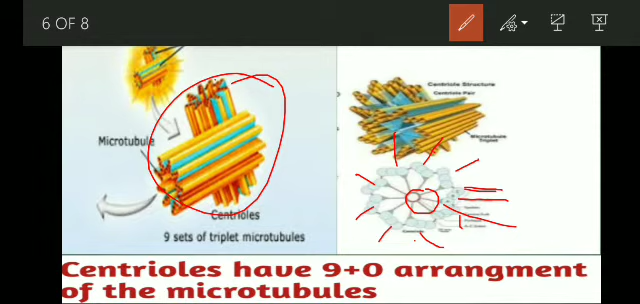 6 OF 8
Microtubule
Centrioles
9 sets of triplet microtubules
Centriole Structure
Centriole Pair
Microtubule
Triplet
Centrioles have 9+0 arrangment
of the microtubules